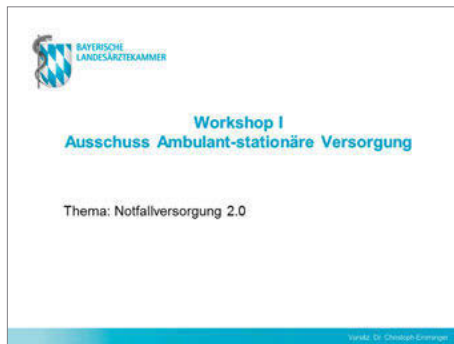 BAYERISCHE
LANDESÄRZTEKAMMER
Workshop I
Ausschuss Ambulant-stationäre Versorgung
Thema: Notfallversorgung 2.0
Vorsitz: Dr. Christoph Emminger